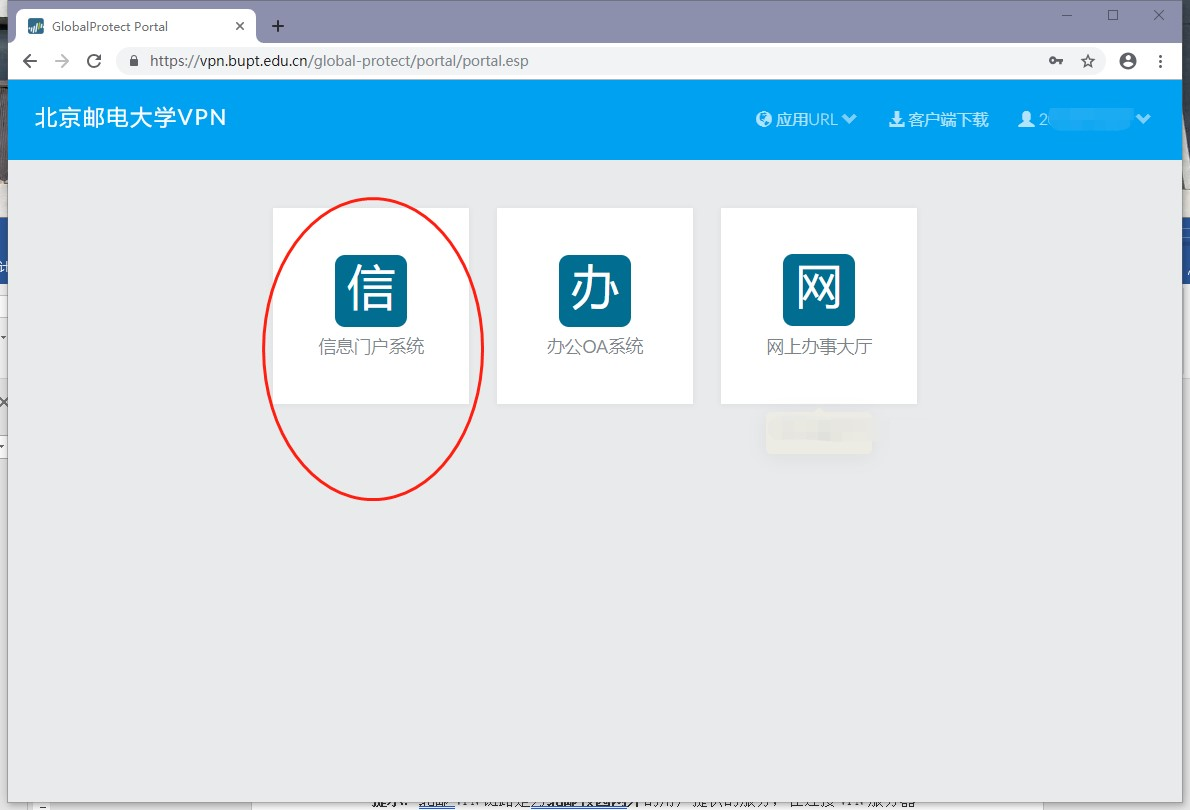 GlobalProtect Portal
https://vpn.bupt.edu.cn/global-protect/portal/portal.esp
北京邮电大学VPN
应用URL
客户端下载
2
信
办
网
信息门户系统
办公OA系统
网上办事大厅